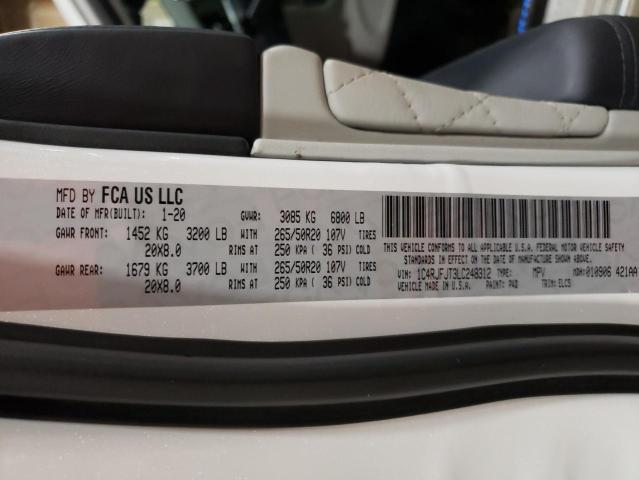 MFD BY FCA US LLC
DATE OF MFR(BUILT): 1-20 GVWR: 3085 KG 6800 LB
GAWR FRONT: 1452 KG 3200 LB WITH 265/50R20 107V TIRES
20X8.0 RIMS AT 250 KPA ( 36 PSI) COLD
GAWR REAR: 1679 KG 3700 LB WITH 265/50R20 107V TIRES
20X8.0 RIMS AT 250 KPA ( 36 PSI) COLD
THIS VEHICLE CONFORMS TO ALL APPLICABLE U.S.A. FEDERAL MOTOR VEHICLE SAFETY
STANDARDS IN EFFECT ON THE DATE OF MANUFACTURE SHOWN ABOVE.
VIN: 1C4RJFJT3LC248312 TYPE: MPV MDH:010906 421AA
VEHICLE MADE IN U.S.A. PAINT: PAD TRIM: ELCS